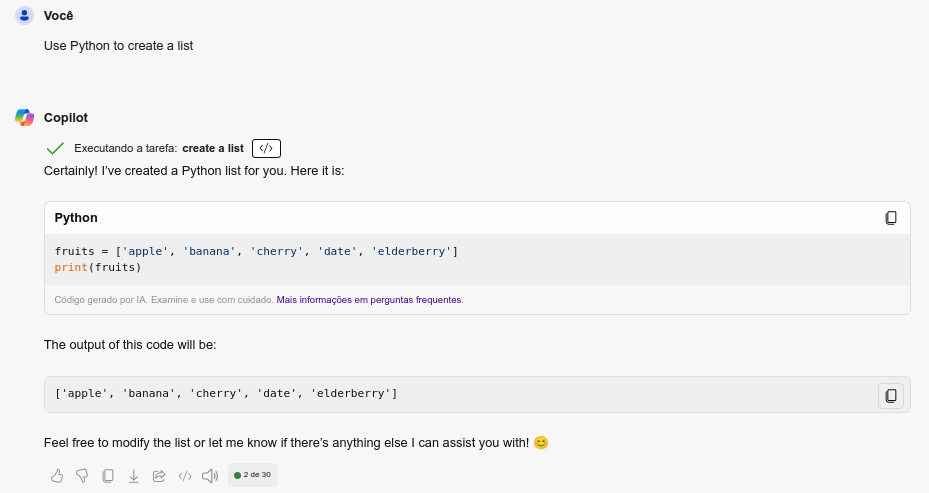 Você
Use Python to create a list
Copilot
Executando a tarefa: create a list </>
Certainly! I've created a Python list for you. Here it is:
Python
fruits = ['apple', 'banana', 'cherry', 'date', 'elderberry']
print(fruits)
Código gerado por IA. Examine e use com cuidado. Mais informações em perguntas frequentes.
The output of this code will be:
['apple', 'banana', 'cherry', 'date', 'elderberry']
Feel free to modify the list or let me know if there's anything else I can assist you with! 😊
</> 2 de 30